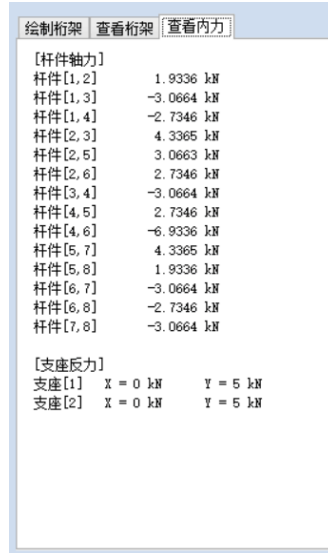 绘制桁架 查看桁架 查看内力
[杆件轴力]
杆件[1,2] 1.9336 kN
杆件[1,3] -3.0664 kN
杆件[1,4] -2.7346 kN
杆件[2,3] 4.3365 kN
杆件[2,5] 3.0663 kN
杆件[2,6] 2.7346 kN
杆件[3,4] -3.0664 kN
杆件[4,5] 2.7346 kN
杆件[4,6] -6.9336 kN
杆件[5,7] 4.3365 kN
杆件[5,8] 1.9336 kN
杆件[6,7] -3.0664 kN
杆件[6,8] -2.7346 kN
杆件[7,8] -3.0664 kN
[支座反力]
支座[1] X = 0 kN Y = 5 kN
支座[2] X = 0 kN Y = 5 kN